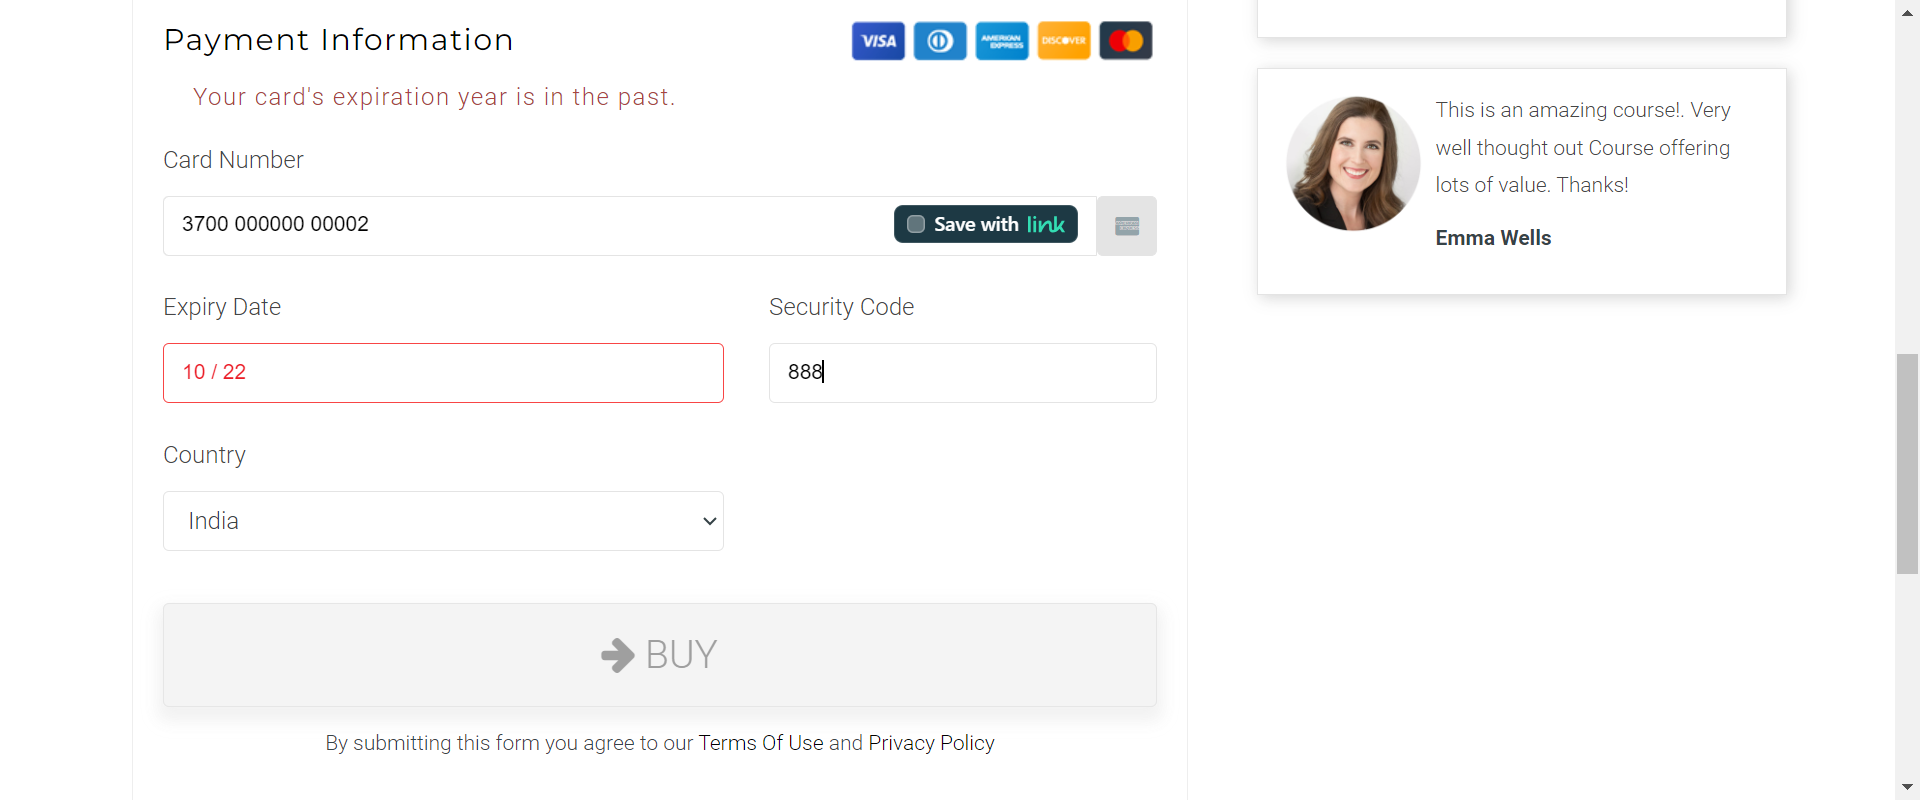 Payment Information
VISA
AMERICAN EXPRESS
DISCOVER
Your card's expiration year is in the past.
Card Number
3700 000000 00002
Save with link
Expiry Date
Security Code
10 / 22
888
Country
India
BUY
By submitting this form you agree to our Terms Of Use and Privacy Policy
This is an amazing course!. Very
well thought out Course offering
lots of value. Thanks!
Emma Wells